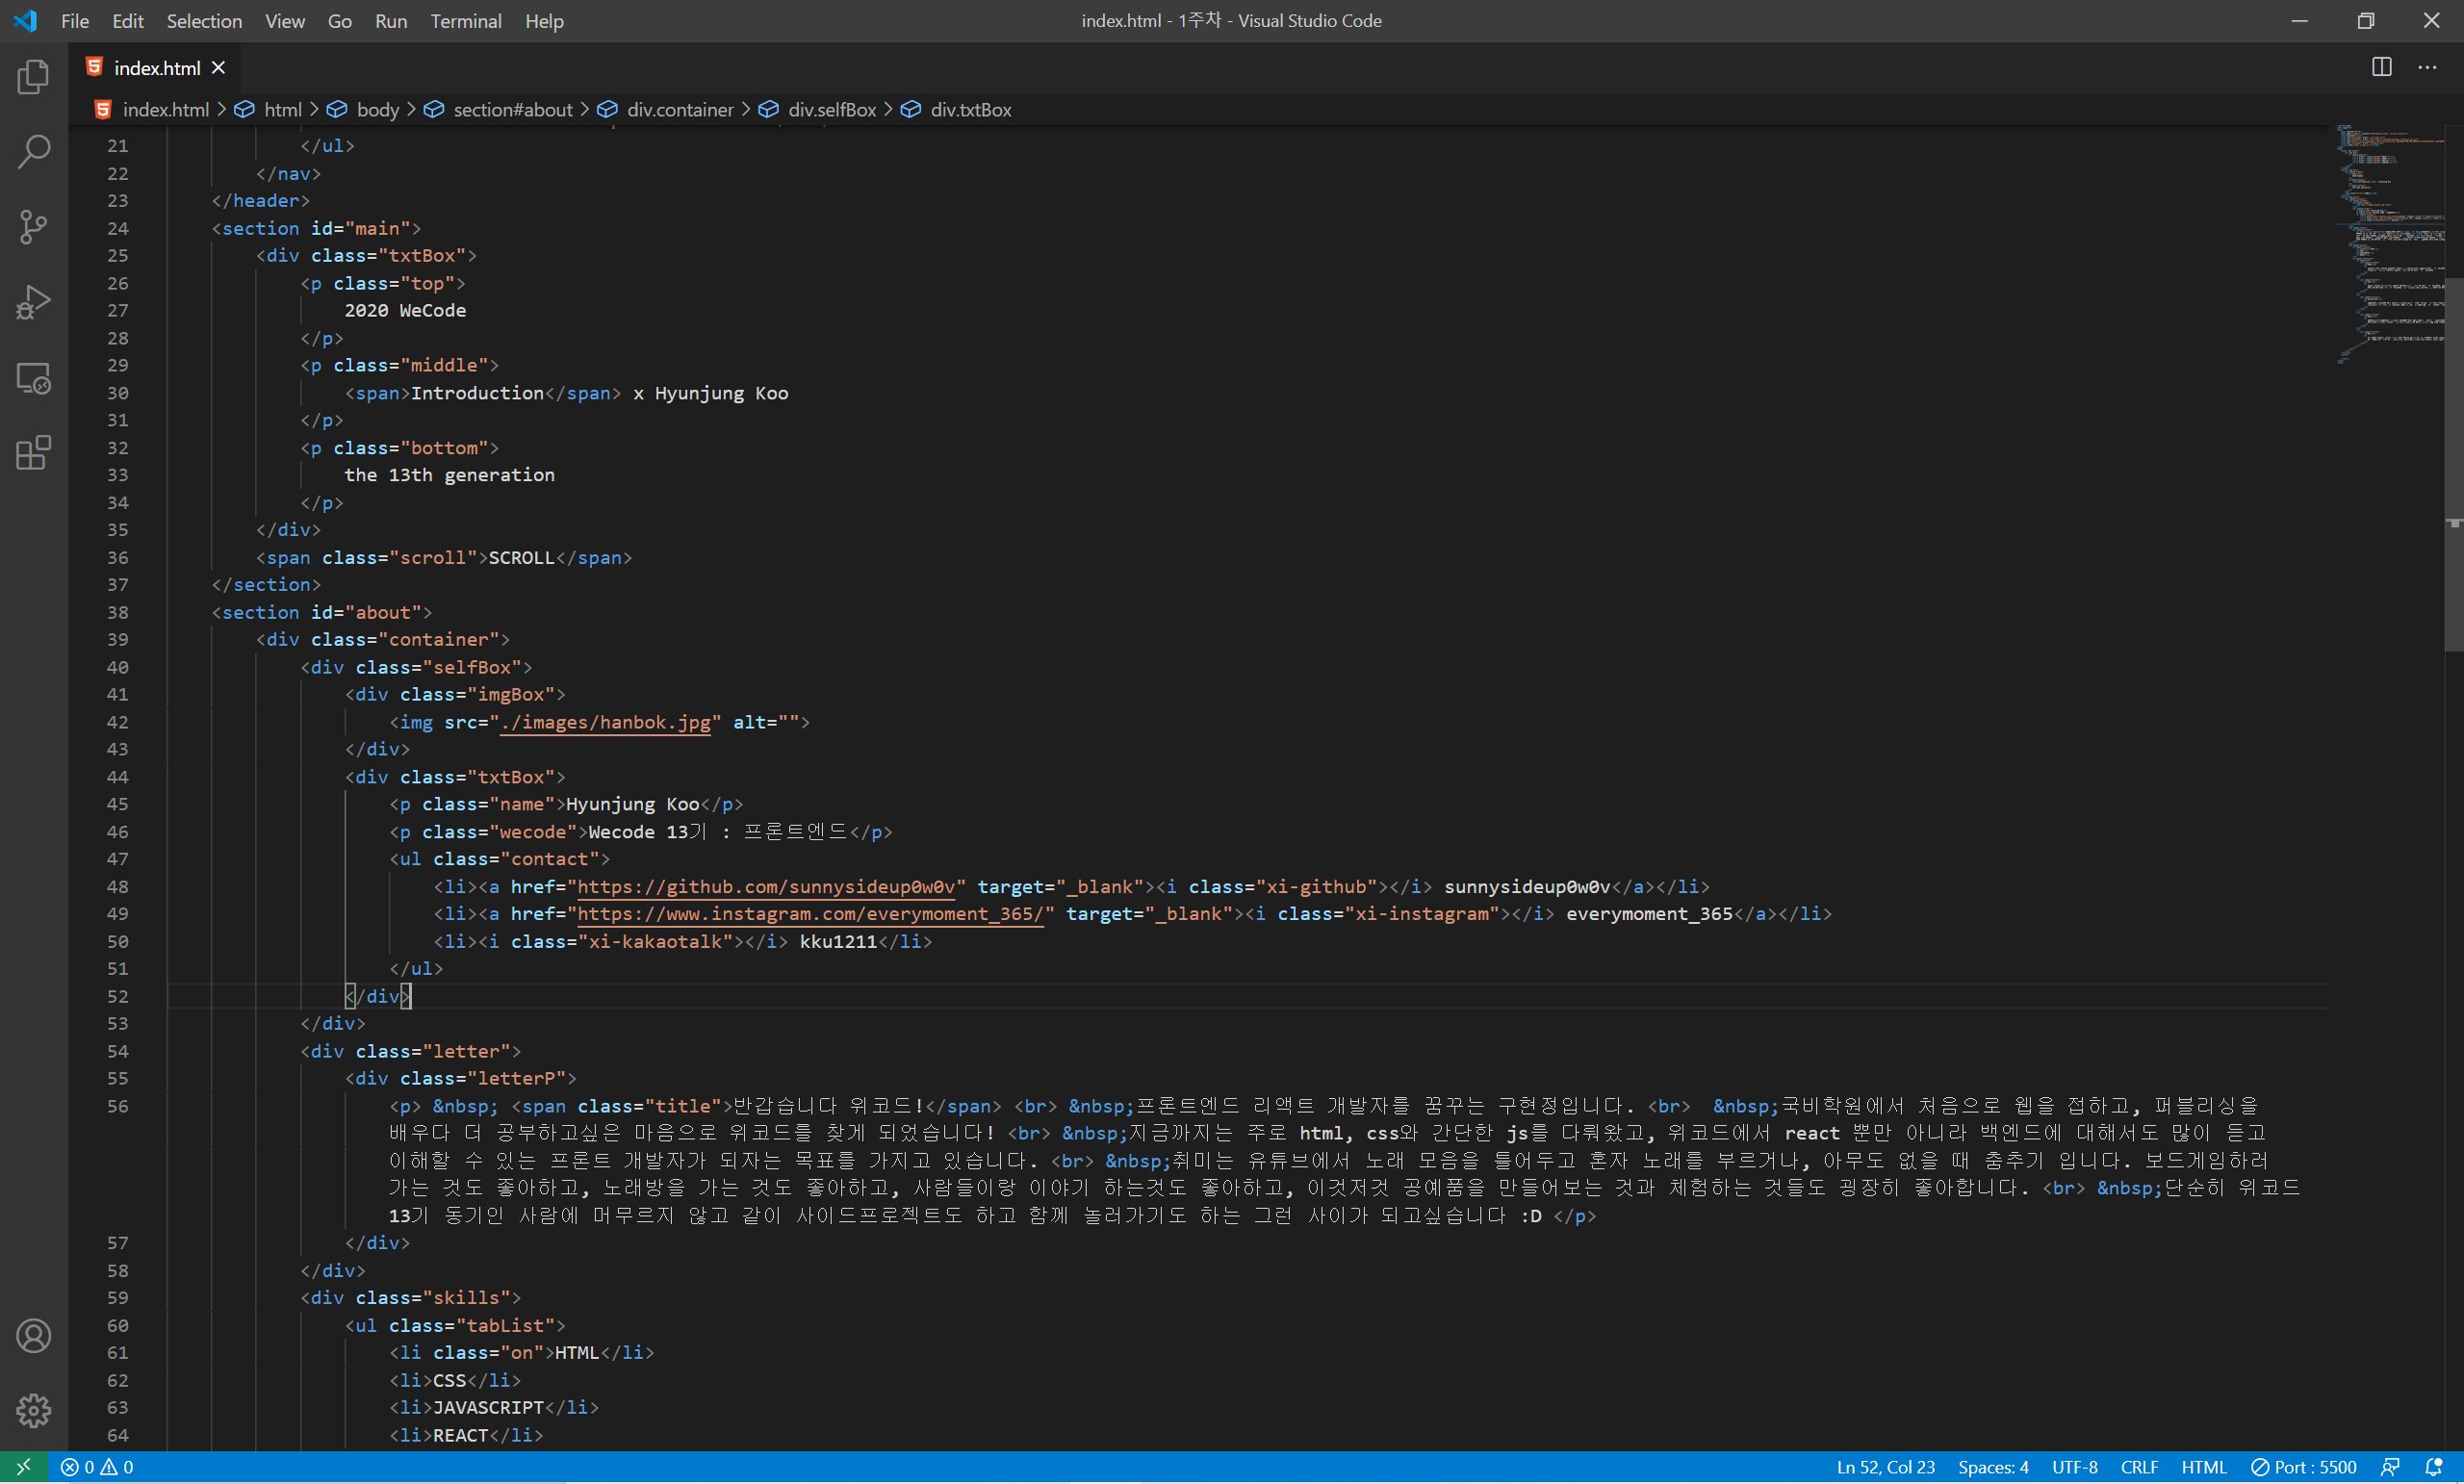 File Edit Selection View Go Run Terminal Help
index.html - 1주차 - Visual Studio Code
index.html
index.html > html > body > section#about > div.container > div.selfBox > div.txtBox
21 </ul>
22 </nav>
23 </header>
24 <section id="main">
25 <div class="txtBox">
26 <p class="top">
27 2020 WeCode
28 </p>
29 <p class="middle">
30 <span>Introduction</span> x Hyunjung Koo
31 </p>
32 <p class="bottom">
33 the 13th generation
34 </p>
35 </div>
36 <span class="scroll">SCROLL</span>
37 </section>
38 <section id="about">
39 <div class="container">
40 <div class="selfBox">
41 <div class="imgBox">
42 <img src="./images/hanbok.jpg" alt="">
43 </div>
44 <div class="txtBox">
45 <p class="name">Hyunjung Koo</p>
46 <p class="wecode">Wecode 13기 : 프론트엔드</p>
47 <ul class="contact">
48 <li><a href="https://github.com/sunnysideup0w0v" target="_blank"><i class="xi-github"></i> sunnysideup0w0v</a></li>
49 <li><a href="https://www.instagram.com/everymoment_365/" target="_blank"><i class="xi-instagram"></i> everymoment_365</a></li>
50 <li><i class="xi-kakaotalk"></i> kku1211</li>
51 </ul>
52 </div>
53 </div>
54 <div class="letter">
55 <div class="letterP">
56 <p> &nbsp; <span class="title">반갑습니다 위코드!</span> <br> &nbsp;프론트엔드 리액트 개발자를 꿈꾸는 구현정입니다. <br>  &nbsp;국비학원에서 처음으로 웹을 접하고, 퍼블리싱을
배우다 더 공부하고싶은 마음으로 위코드를 찾게 되었습니다! <br> &nbsp;지금까지는 주로 html, css와 간단한 js를 다뤄왔고, 위코드에서 react 뿐만 아니라 백엔드에 대해서도 많이 듣고
이해할 수 있는 프론트 개발자가 되자는 목표를 가지고 있습니다. <br> &nbsp;취미는 유튜브에서 노래 모음을 틀어두고 혼자 노래를 부르거나, 아무도 없을 때 춤추기 입니다. 보드게임하러
가는 것도 좋아하고, 노래방을 가는 것도 좋아하고, 사람들이랑 이야기 하는것도 좋아하고, 이것저것 공예품을 만들어보는 것과 체험하는 것들도 굉장히 좋아합니다. <br> &nbsp;단순히 위코드
13기 동기인 사람에 머무르지 않고 같이 사이드프로젝트도 하고 함께 놀러가기도 하는 그런 사이가 되고싶습니다 :D </p>
57 </div>
58 </div>
59 <div class="skills">
60 <ul class="tabList">
61 <li class="on">HTML</li>
62 <li>CSS</li>
63 <li>JAVASCRIPT</li>
64 <li>REACT</li>
0 0 Ln 52, Col 23 Spaces: 4 UTF-8 CRLF HTML Port : 5500